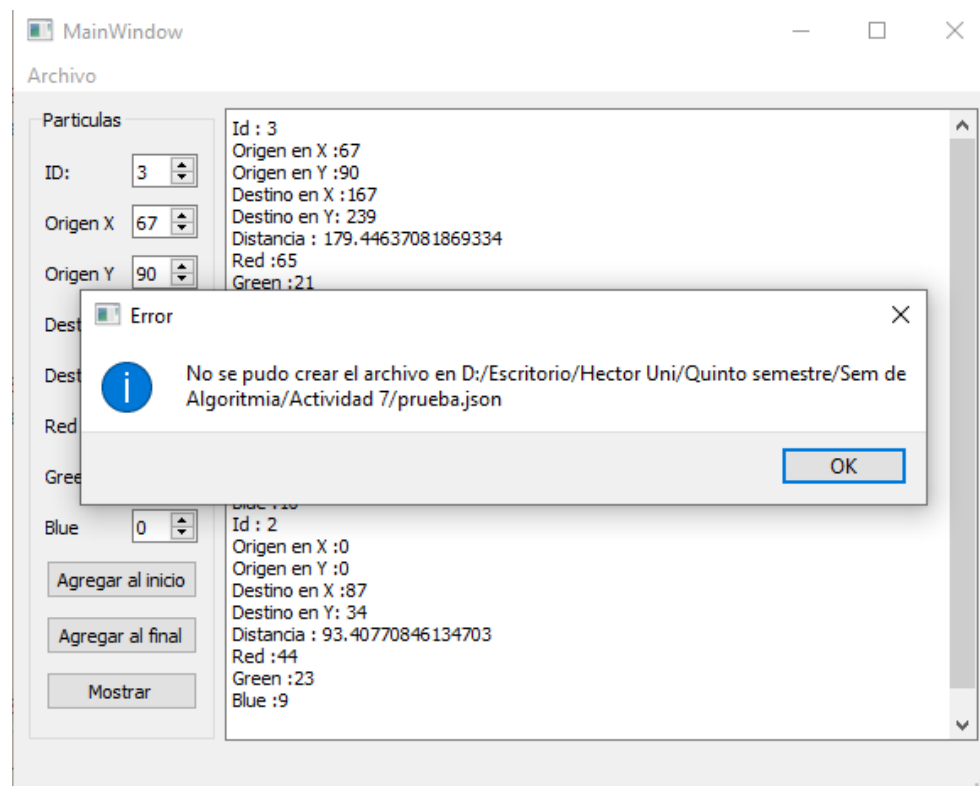 MainWindow
Archivo
Particulas
ID:
3
Origen X
67
Origen Y
90
Dest
Dest
Red
Gree
Blue
0
Agregar al inicio
Agregar al final
Mostrar
Id : 3
Origen en X :67
Origen en Y :90
Destino en X :167
Destino en Y: 239
Distancia : 179.44637081869334
Red :65
Green :21
Error
No se pudo crear el archivo en D:/Escritorio/Hector Uni/Quinto semestre/Sem de
Algoritmia/Actividad 7/prueba.json
OK
Id : 2
Origen en X :0
Origen en Y :0
Destino en X :87
Destino en Y: 34
Distancia : 93.40770846134703
Red :44
Green :23
Blue :9